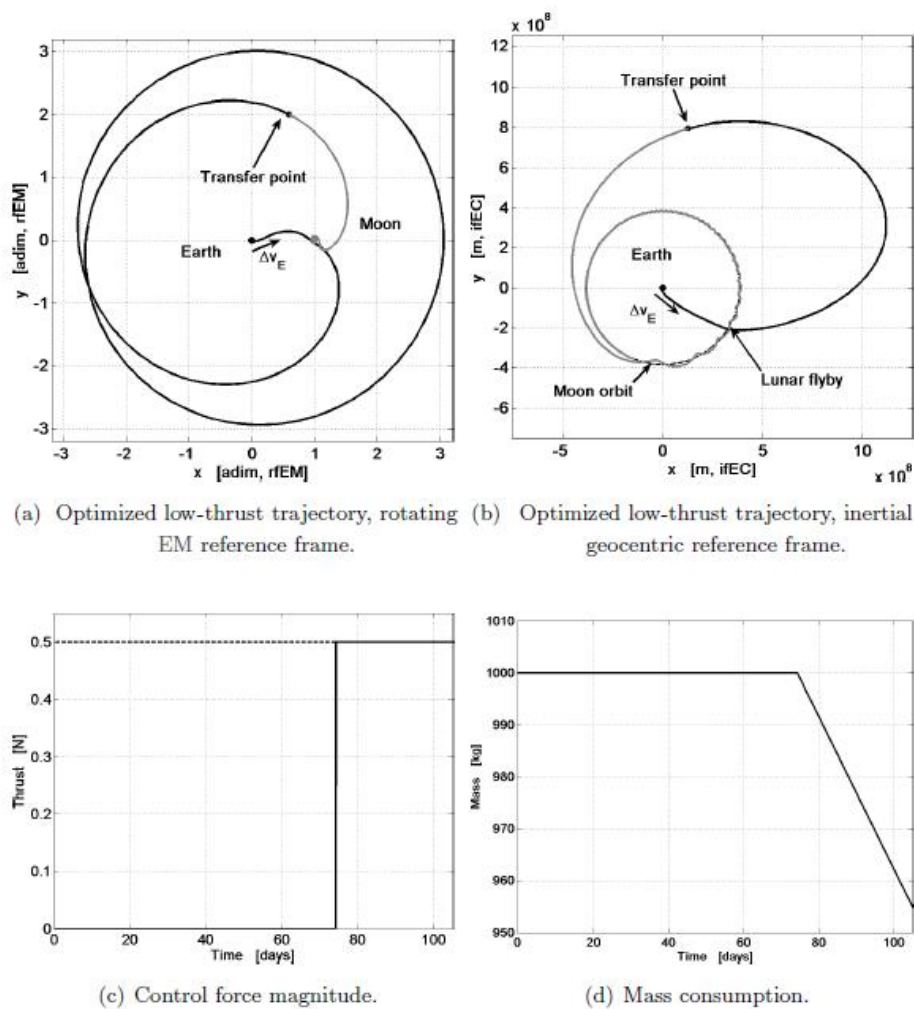 3
2
1
0
-1
-2
-3
y [adim, rfEM]
Transfer point
Moon
Earth
Δv_E
-3 -2 -1 0 1 2 3
x [adim, rfEM]
x 10^8
12
10
8
6
4
2
0
-2
-4
-6
y [m, ifEC]
Transfer point
Earth
Δv_E
Lunar flyby
Moon orbit
-5 0 5 10
x [m, ifEC]
x 10^8
(a) Optimized low-thrust trajectory, rotating
EM reference frame.
(b) Optimized low-thrust trajectory, inertial
geocentric reference frame.
0.5
0.4
0.3
0.2
0.1
0
Thrust [N]
0 20 40 60 80 100
Time [days]
1010
1000
990
980
970
960
950
Mass [kg]
0 20 40 60 80 100
Time [days]
(c) Control force magnitude.
(d) Mass consumption.